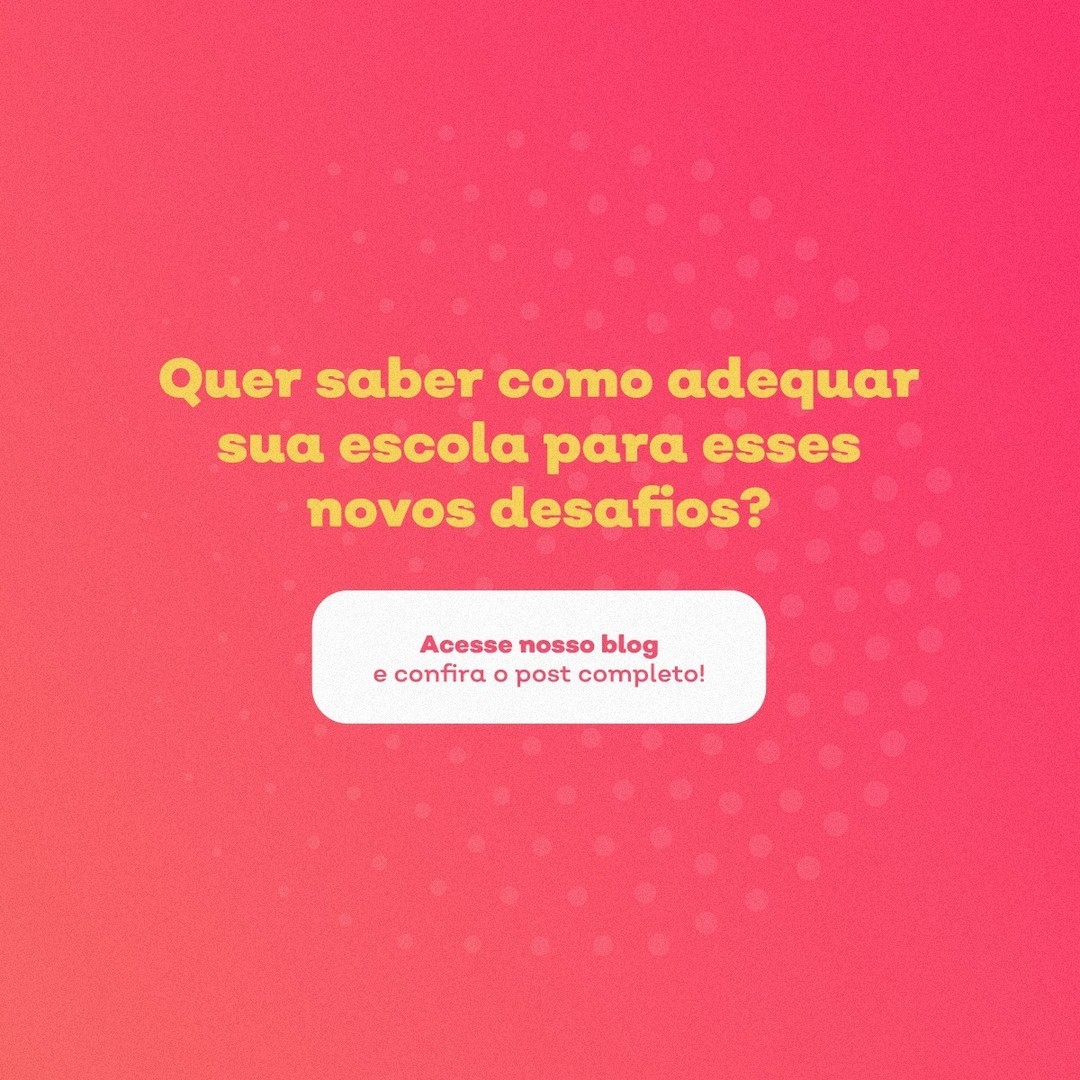 Quer saber como adequar
sua escola para esses
novos desafios?
Acesse nosso blog
e confira o post completo!